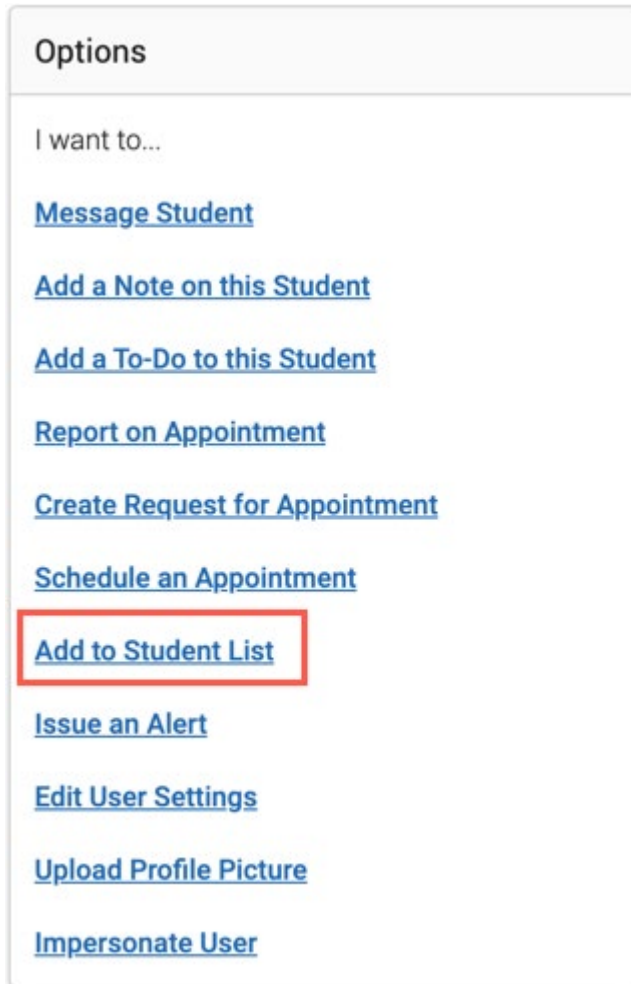 Options
I want to...
Message Student
Add a Note on this Student
Add a To-Do to this Student
Report on Appointment
Create Request for Appointment
Schedule an Appointment
Add to Student List
Issue an Alert
Edit User Settings
Upload Profile Picture
Impersonate User